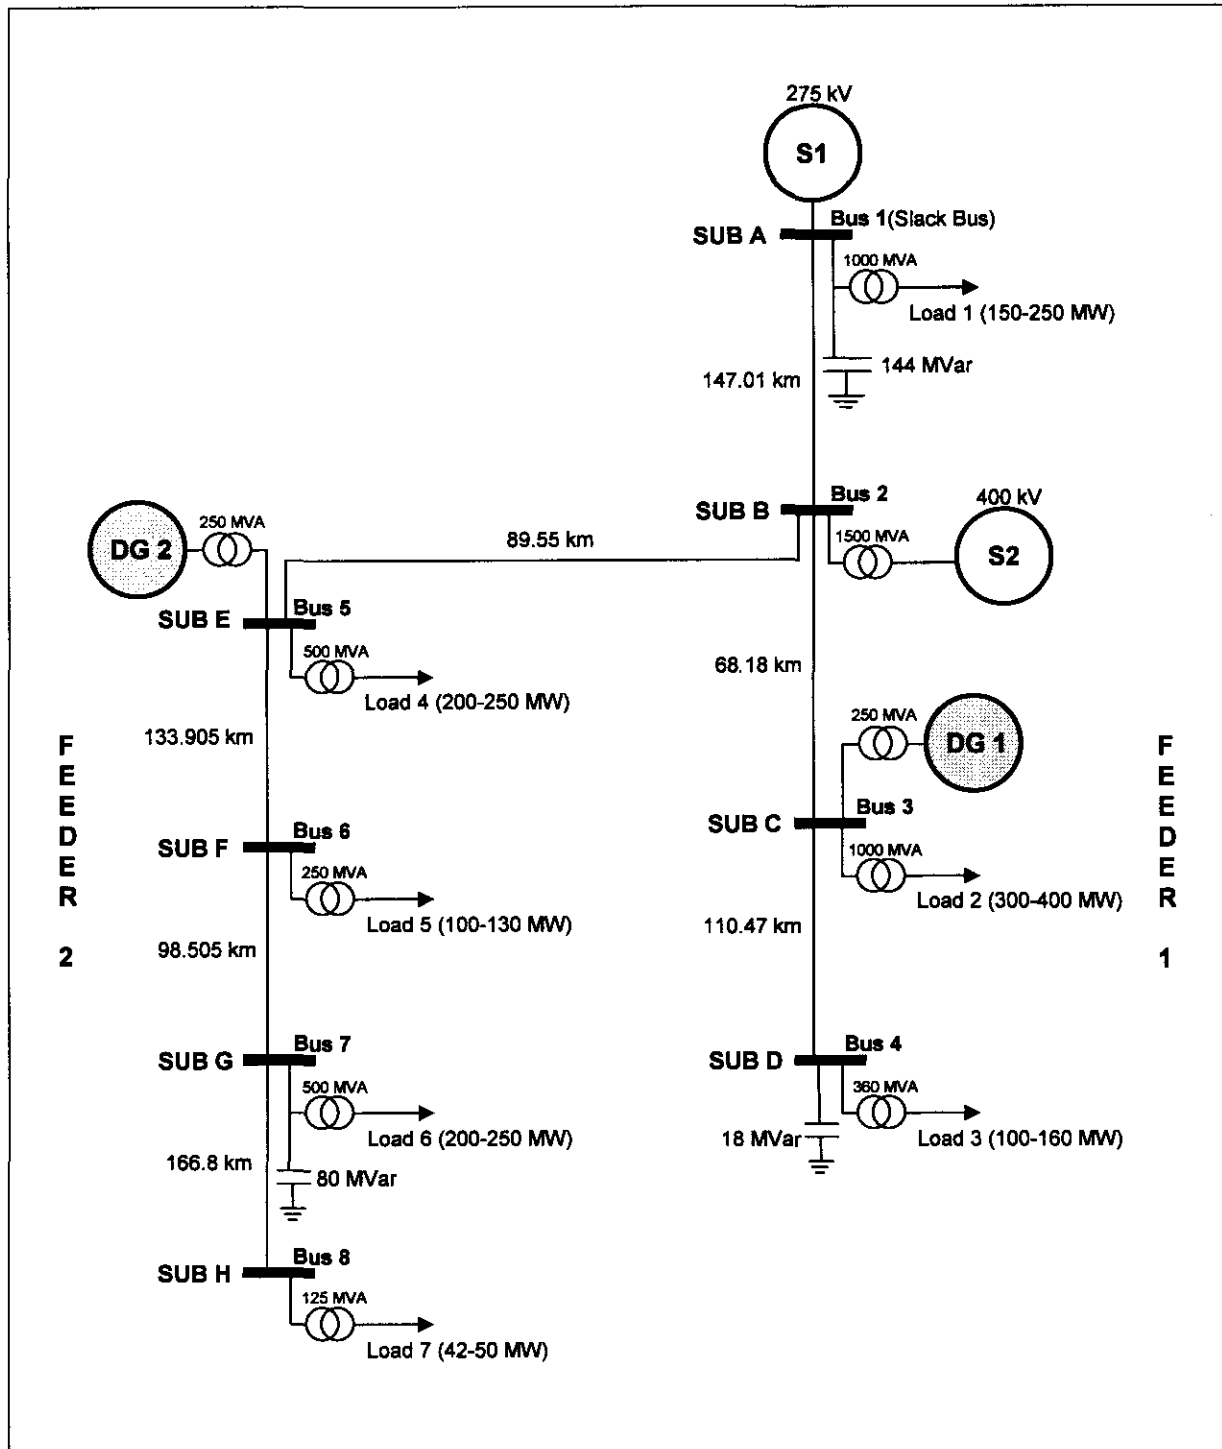 275 kV
S1
Bus 1(Slack Bus)
SUB A
1000 MVA
Load 1 (150-250 MW)
144 MVar
147.01 km
Bus 2
SUB B
400 kV
1500 MVA
S2
250 MVA
DG 2
89.55 km
Bus 5
SUB E
500 MVA
Load 4 (200-250 MW)
68.18 km
250 MVA
DG 1
133.905 km
FEEDER 2
FEEDER 1
Bus 3
SUB C
1000 MVA
Load 2 (300-400 MW)
Bus 6
SUB F
250 MVA
Load 5 (100-130 MW)
110.47 km
98.505 km
Bus 7
SUB G
500 MVA
Load 6 (200-250 MW)
Bus 4
SUB D
360 MVA
18 MVar
Load 3 (100-160 MW)
166.8 km
80 MVar
Bus 8
SUB H
125 MVA
Load 7 (42-50 MW)